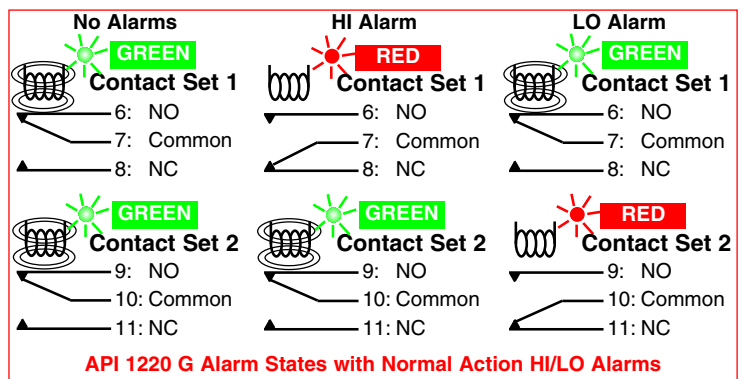 No Alarms HI Alarm LO Alarm
GREEN RED GREEN
Contact Set 1 Contact Set 1 Contact Set 1
6: NO 6: NO 6: NO
7: Common 7: Common 7: Common
8: NC 8: NC 8: NC
GREEN GREEN RED
Contact Set 2 Contact Set 2 Contact Set 2
9: NO 9: NO 9: NO
10: Common 10: Common 10: Common
11: NC 11: NC 11: NC
API 1220 G Alarm States with Normal Action HI/LO Alarms